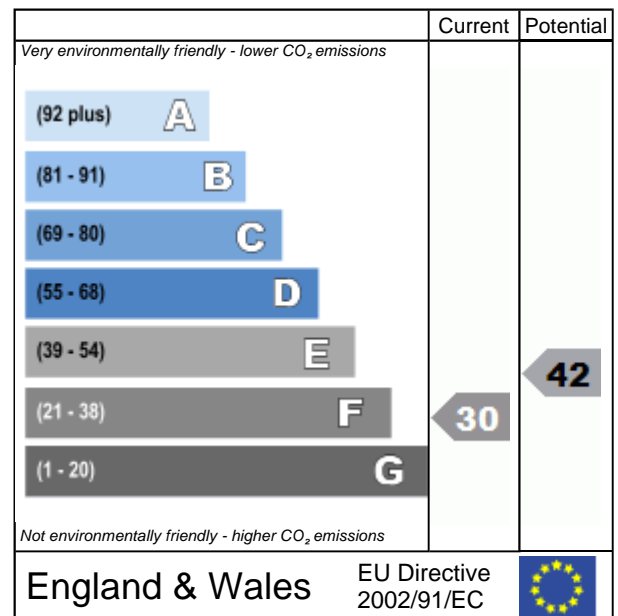 Current Potential
Very environmentally friendly - lower CO₂ emissions
(92 plus) A
(81 - 91) B
(69 - 80) C
(55 - 68) D
(39 - 54) E
42
(21 - 38) F 30
(1 - 20) G
Not environmentally friendly - higher CO₂ emissions
England & Wales
EU Directive
2002/91/EC